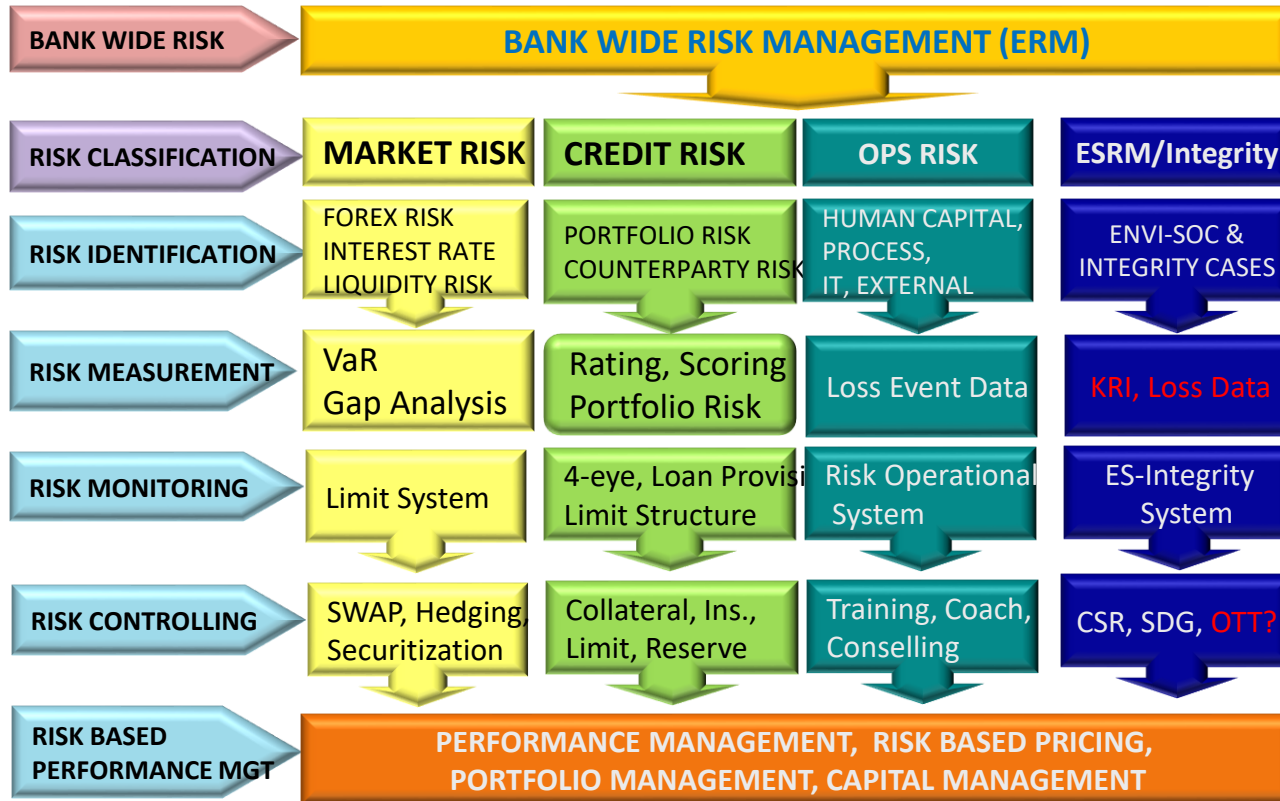 BANK WIDE RISK
BANK WIDE RISK MANAGEMENT (ERM)
RISK CLASSIFICATION
MARKET RISK
CREDIT RISK
OPS RISK
ESRM/Integrity
RISK IDENTIFICATION
FOREX RISK
INTEREST RATE
LIQUIDITY RISK
PORTFOLIO RISK
COUNTERPARTY RISK
HUMAN CAPITAL,
PROCESS,
IT, EXTERNAL
ENVI-SOC &
INTEGRITY CASES
RISK MEASUREMENT
VaR
Gap Analysis
Rating, Scoring
Portfolio Risk
Loss Event Data
KRI, Loss Data
RISK MONITORING
Limit System
4-eye, Loan Provisi
Limit Structure
Risk Operational
System
ES-Integrity
System
RISK CONTROLLING
SWAP, Hedging,
Securitization
Collateral, Ins.,
Limit, Reserve
Training, Coach,
Conselling
CSR, SDG, OTT?
RISK BASED
PERFORMANCE MGT
PERFORMANCE MANAGEMENT, RISK BASED PRICING,
PORTFOLIO MANAGEMENT, CAPITAL MANAGEMENT